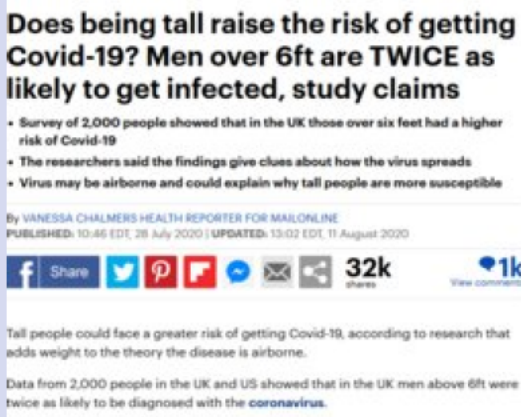 Does being tall raise the risk of getting
Covid-19? Men over 6ft are TWICE as
likely to get infected, study claims
• Survey of 2,000 people showed that in the UK those over six feet had a higher
risk of Covid-19
• The researchers said the findings give clues about how the virus spreads
• Virus may be airborne and could explain why tall people are more susceptible
By VANESSA CHALMERS HEALTH REPORTER FOR MAILONLINE
PUBLISHED: 10:46 EDT, 28 July 2020 | UPDATED: 13:02 EDT, 11 August 2020
f Share 32k 1k
shares View comments
Tall people could face a greater risk of getting Covid-19, according to research that
adds weight to the theory the disease is airborne.
Data from 2,000 people in the UK and US showed that in the UK men above 6ft were
twice as likely to be diagnosed with the coronavirus.